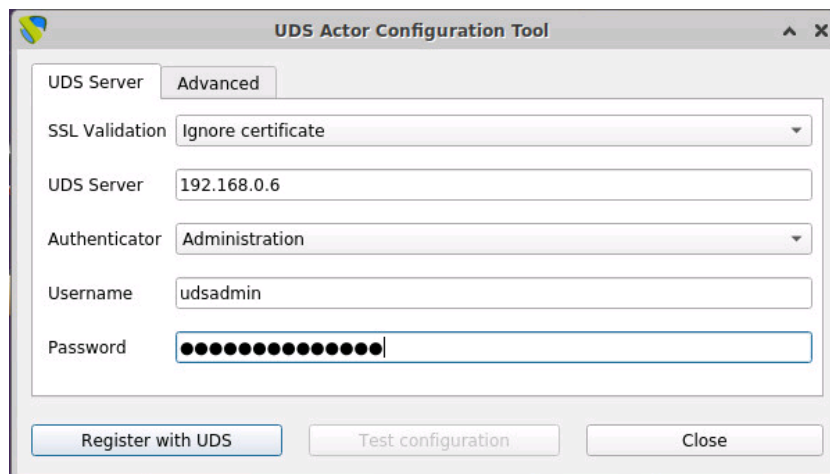 UDS Actor Configuration Tool
UDS Server
Advanced
SSL Validation
Ignore certificate
UDS Server
192.168.0.6
Authenticator
Administration
Username
udsadmin
Password
●●●●●●●●●●●●●●
Register with UDS
Test configuration
Close